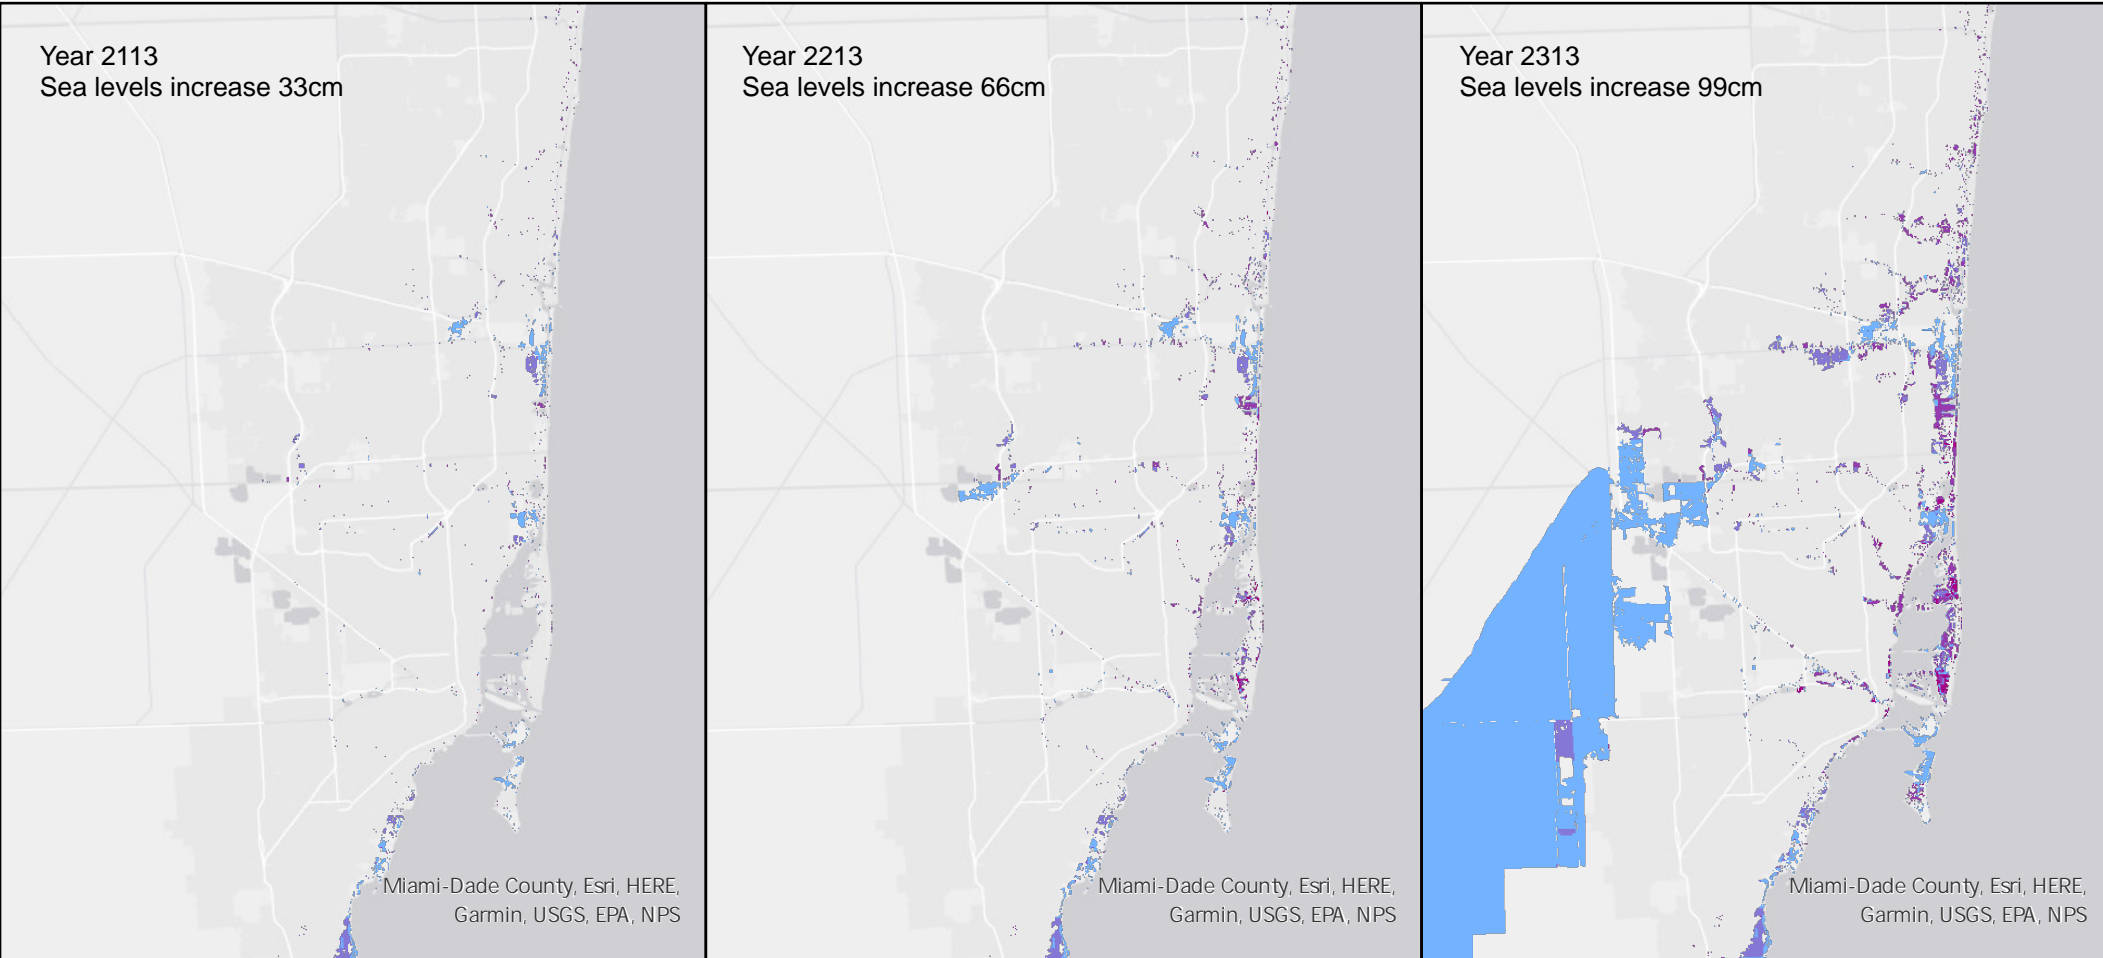 Year 2113
Sea levels increase 33cm
Miami-Dade County, Esri, HERE,
Garmin, USGS, EPA, NPS
Year 2213
Sea levels increase 66cm
Miami-Dade County, Esri, HERE,
Garmin, USGS, EPA, NPS
Year 2313
Sea levels increase 99cm
Miami-Dade County, Esri, HERE,
Garmin, USGS, EPA, NPS